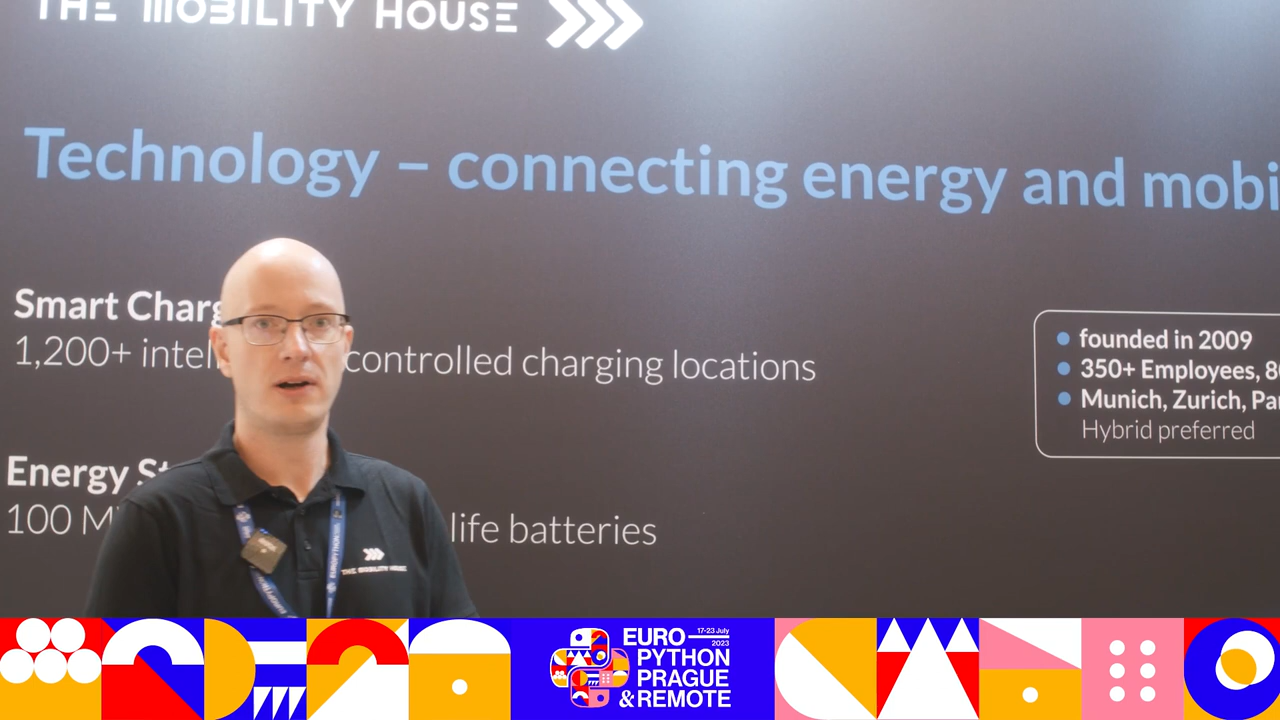 THE MOBILITY HOUSE
Technology – connecting energy and mobi
Smart Charg
1,200+ intel controlled charging locations
founded in 2009
350+ Employees, 80
Munich, Zurich, Pa
Hybrid preferred
Energy St
100 M life batteries
THE MOBILITY HOUSE
EUROPYTHON
17-23 July
2023
EURO
PYTHON
PRAGUE
& REMOTE